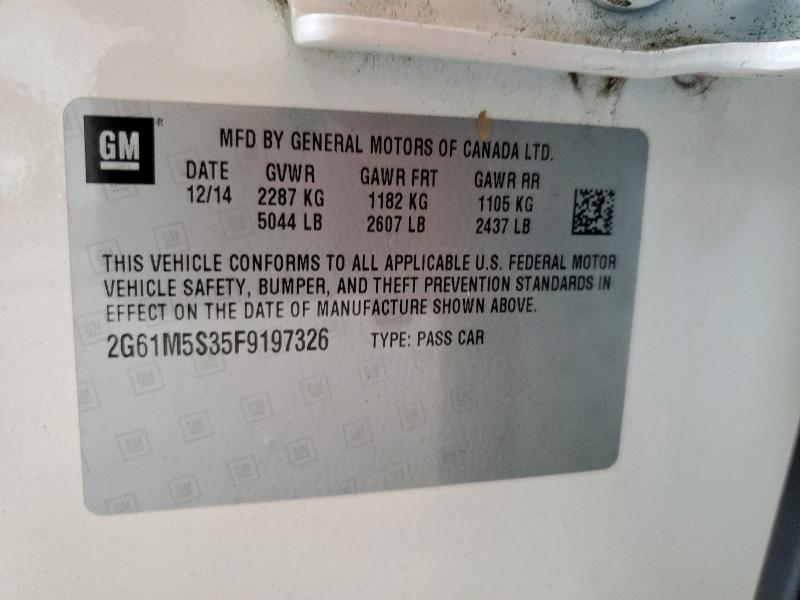 GM
MFD BY GENERAL MOTORS OF CANADA LTD.
DATE GVWR GAWR FRT GAWR RR
12/14 2287 KG 1182 KG 1105 KG
5044 LB 2607 LB 2437 LB
THIS VEHICLE CONFORMS TO ALL APPLICABLE U.S. FEDERAL MOTOR
VEHICLE SAFETY, BUMPER, AND THEFT PREVENTION STANDARDS IN
EFFECT ON THE DATE OF MANUFACTURE SHOWN ABOVE.
2G61M5S35F9197326 TYPE: PASS CAR